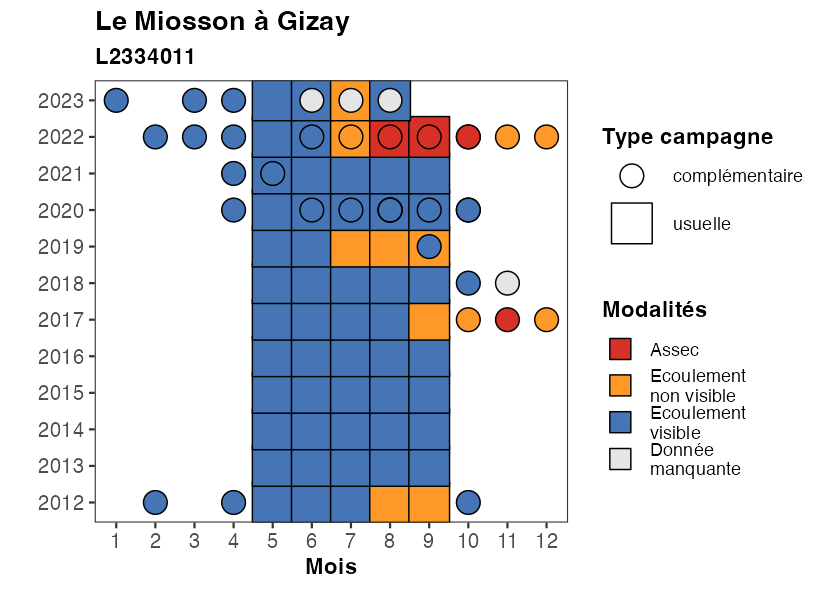 Le Miosson à Gizay
L2334011
2023
2022
2021
2020
2019
2018
2017
2016
2015
2014
2013
2012
1 2 3 4 5 6 7 8 9 10 11 12
Mois
Type campagne
complémentaire
usuelle
Modalités
Assec
Ecoulement
non visible
Ecoulement
visible
Donnée
manquante